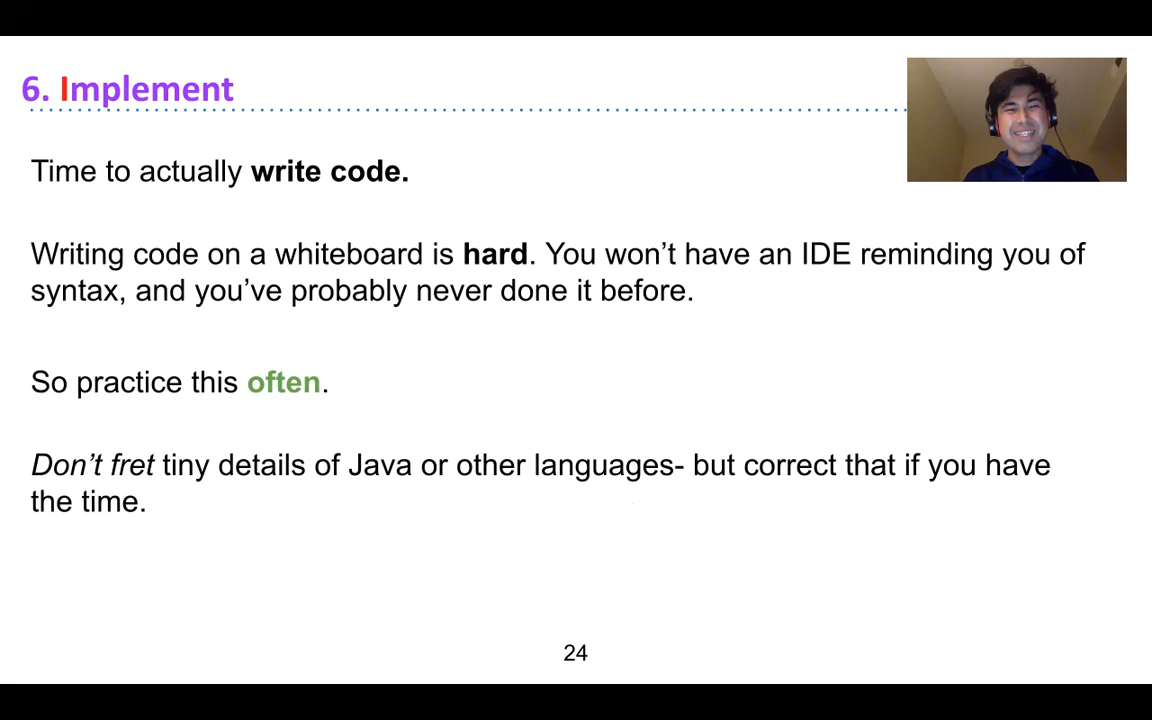 6. Implement
Time to actually write code.
Writing code on a whiteboard is hard. You won’t have an IDE reminding you of
syntax, and you’ve probably never done it before.
So practice this often.
Don’t fret tiny details of Java or other languages- but correct that if you have
the time.
24